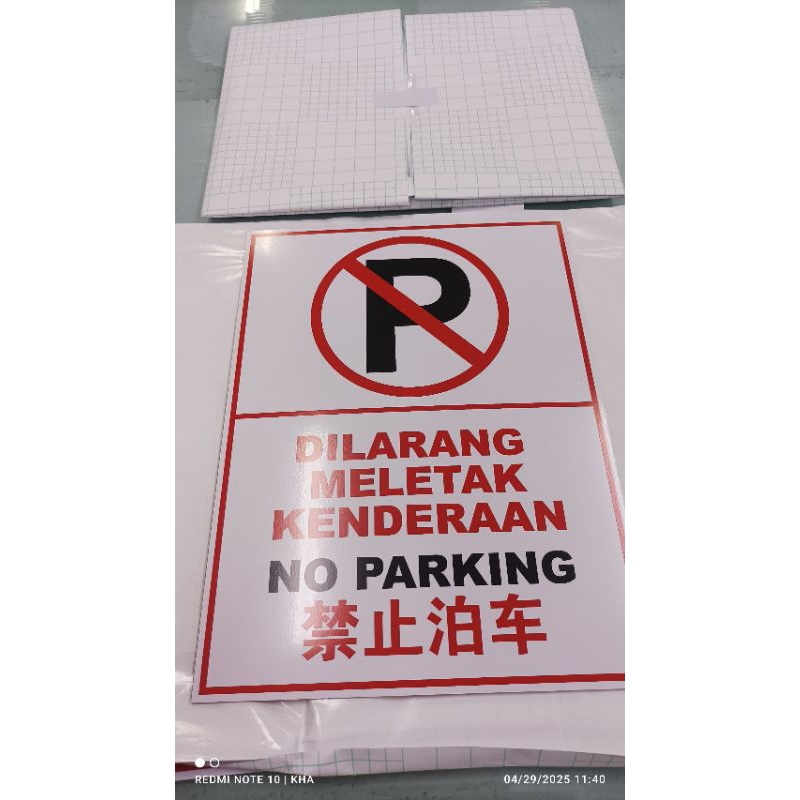 P
DILARANG
MELETAK
KENDERAAN
NO PARKING
禁止泊车
REDMI NOTE 10 | KHA
04/29/2025 11:40